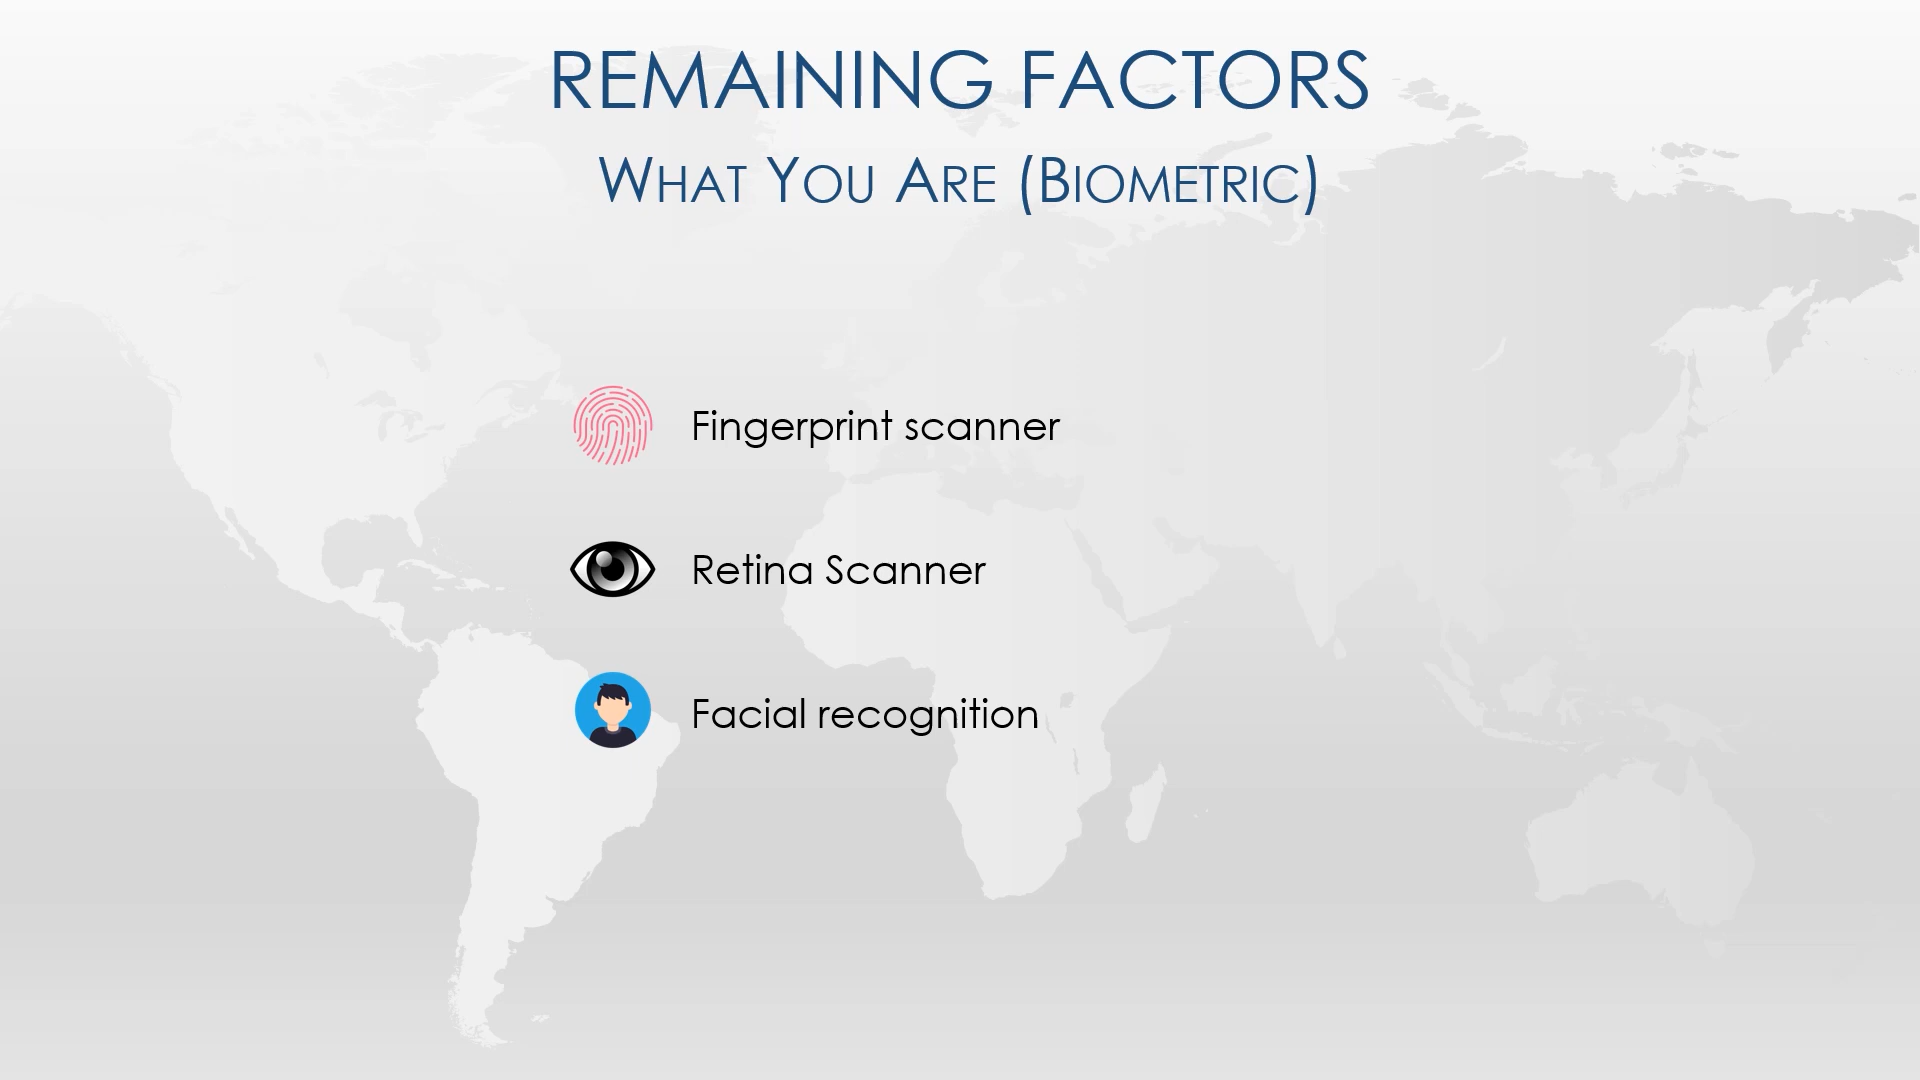 REMAINING FACTORS
What You Are (Biometric)
Fingerprint scanner
Retina Scanner
Facial recognition